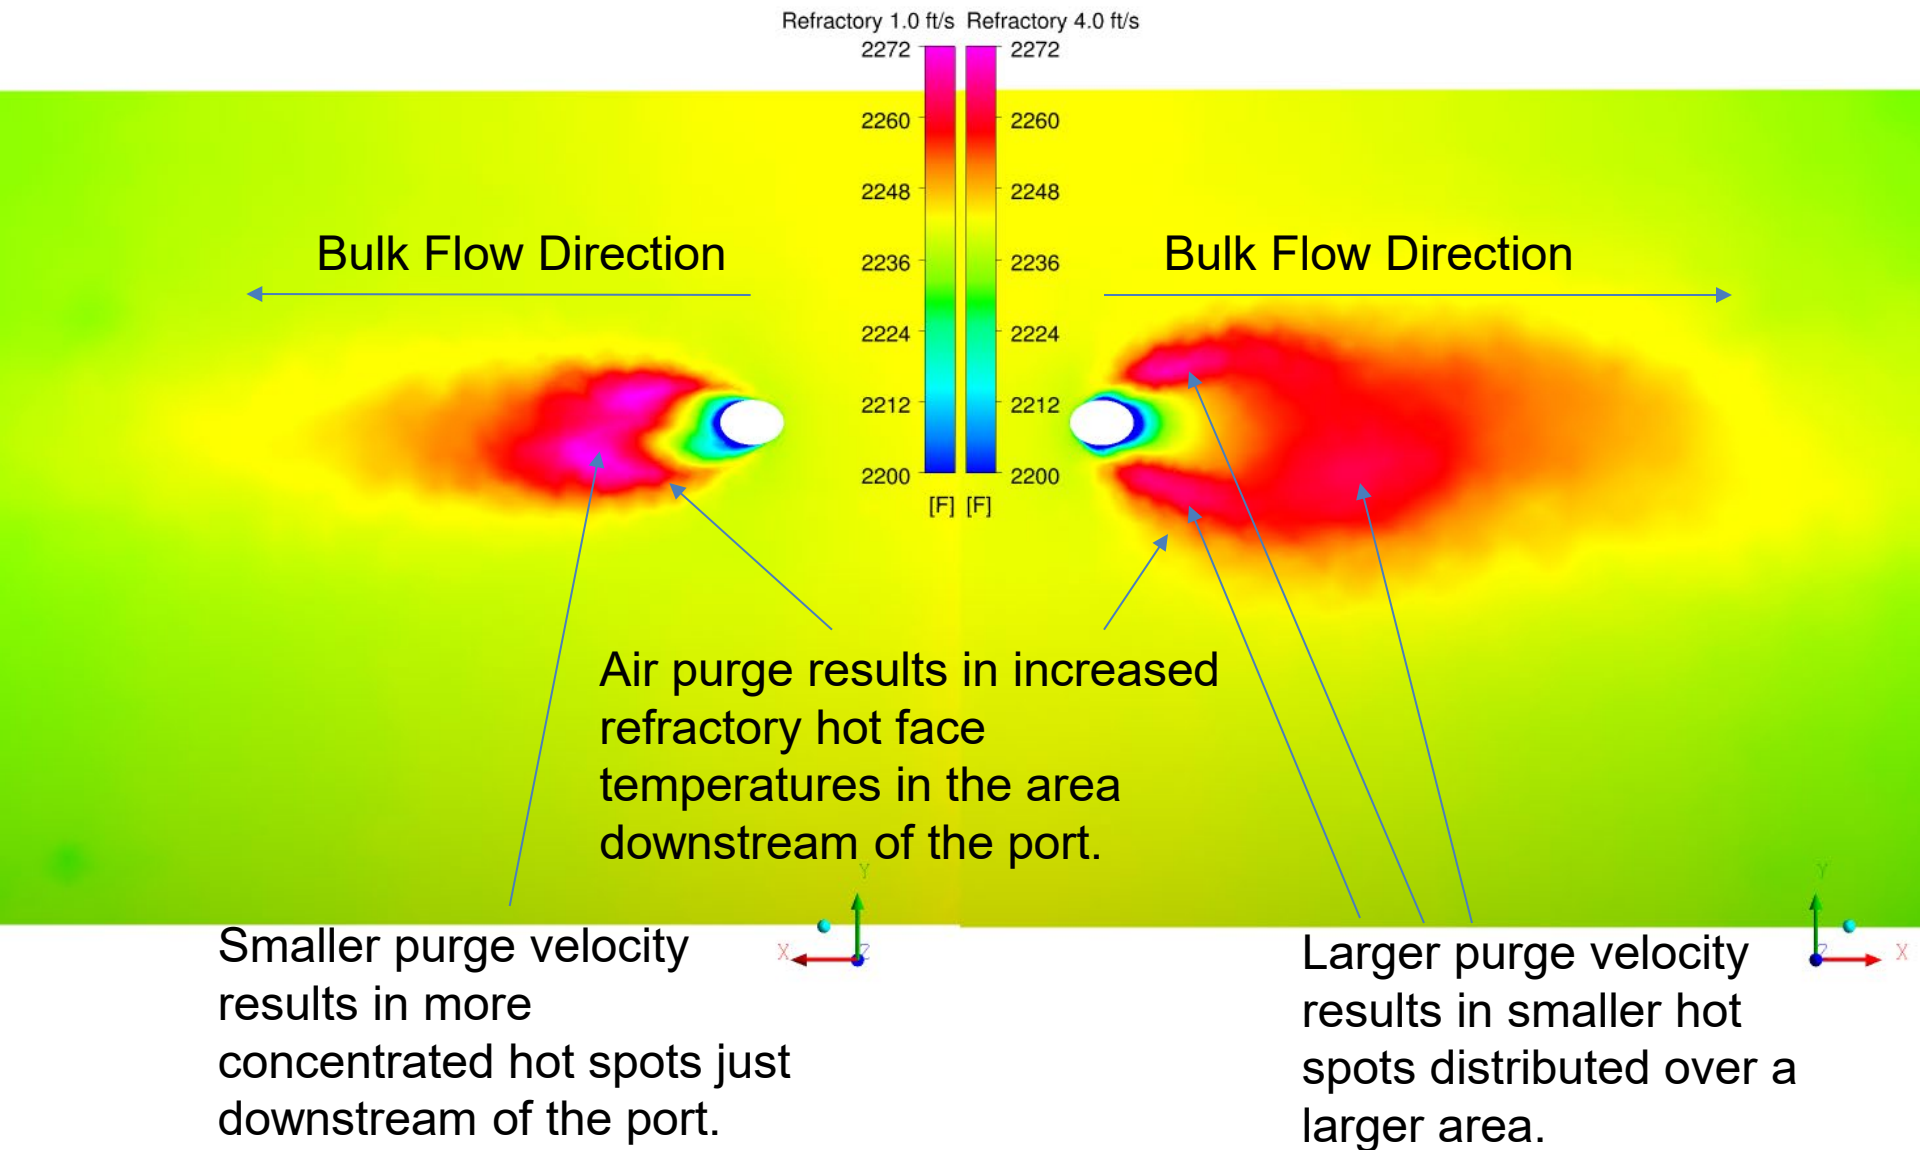 Refractory 1.0 ft/s Refractory 4.0 ft/s
2272 2272
2260 2260
2248 2248
2236 2236
2224 2224
2212 2212
2200 2200
[F] [F]
Bulk Flow Direction
Bulk Flow Direction
Air purge results in increased
refractory hot face
temperatures in the area
downstream of the port.
Y
X
Z
Y
Z
X
Smaller purge velocity
results in more
concentrated hot spots just
downstream of the port.
Larger purge velocity
results in smaller hot
spots distributed over a
larger area.